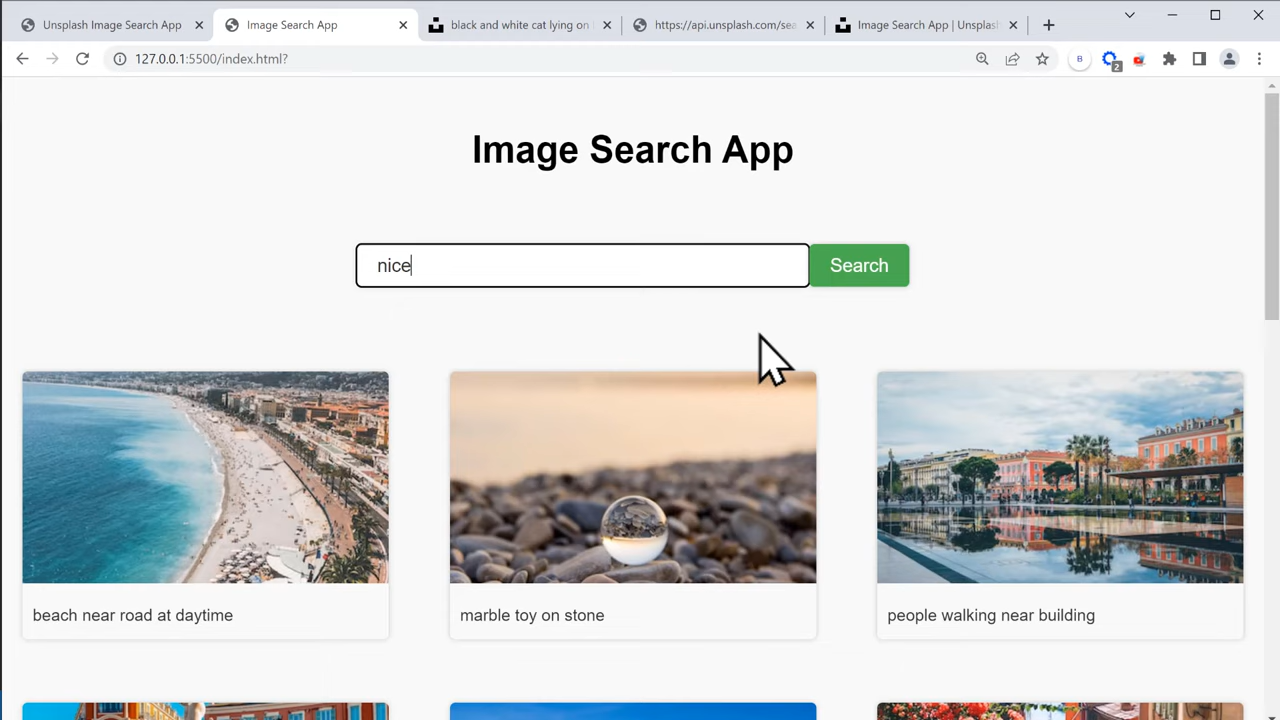 Unsplash Image Search App
Image Search App
black and white cat lying on
https://api.unsplash.com/sea
Image Search App | Unsplash
127.0.0.1:5500/index.html?
B
2
Image Search App
nice
Search
beach near road at daytime
marble toy on stone
people walking near building